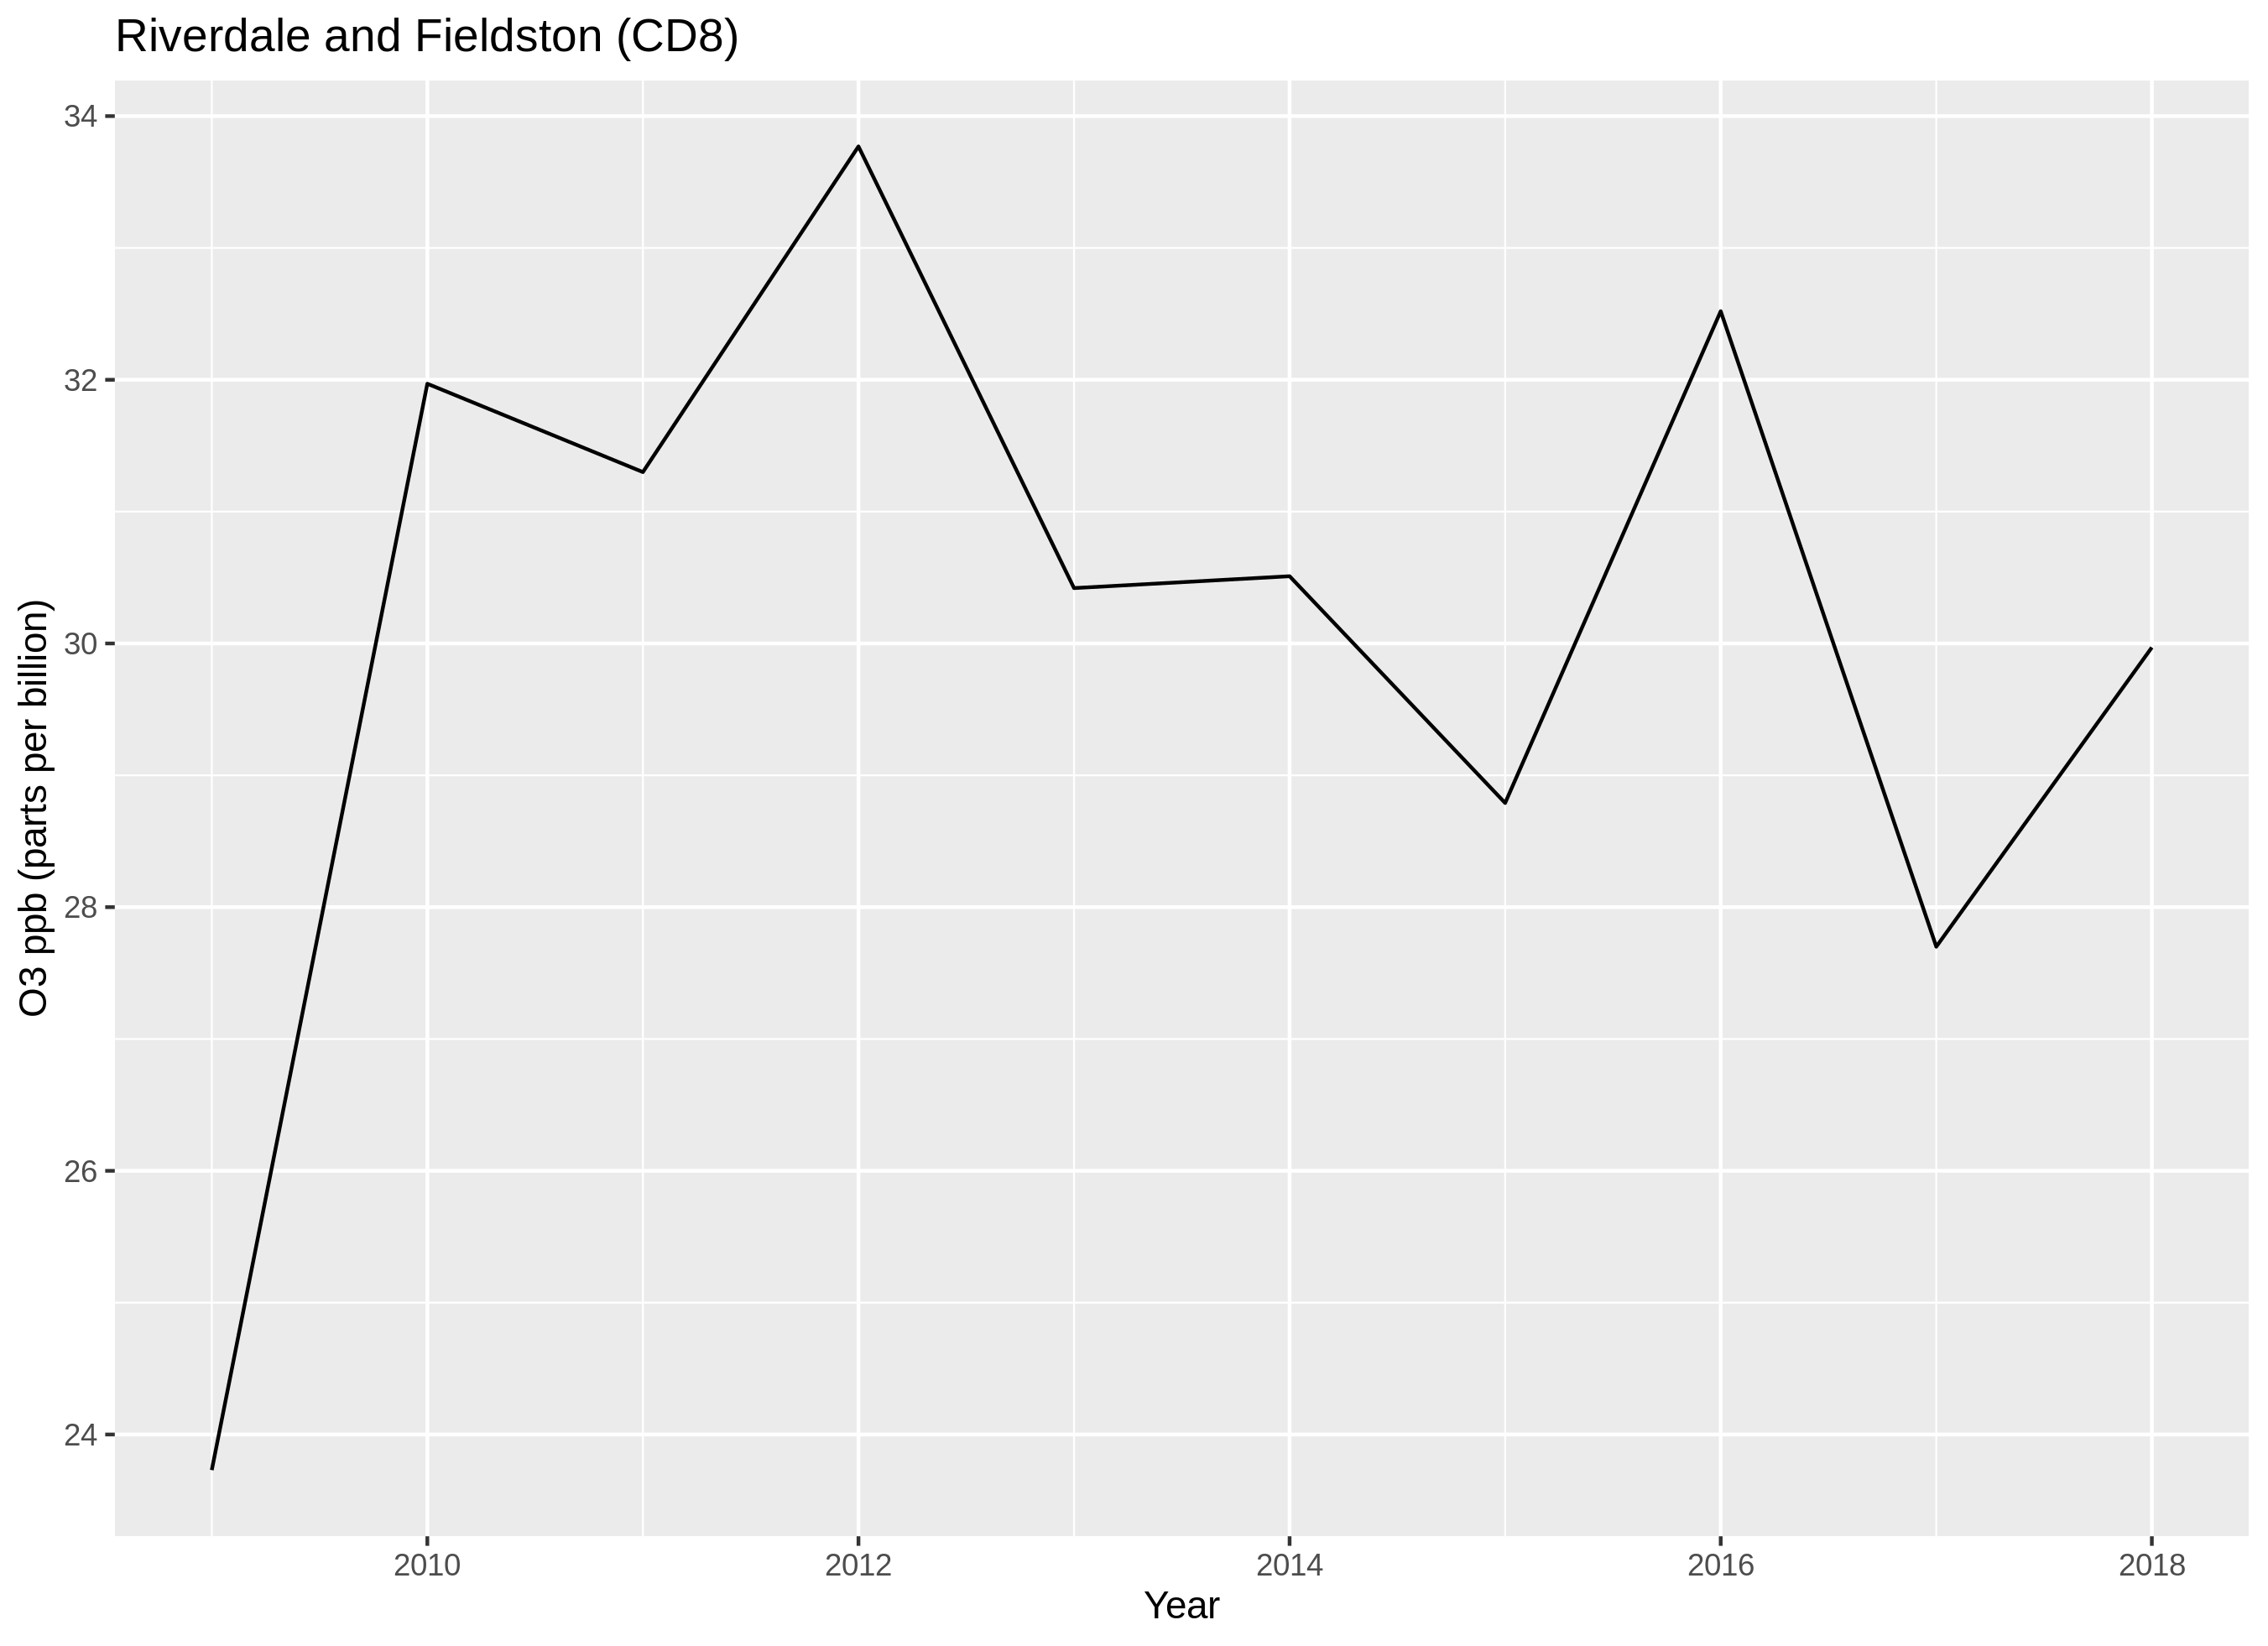 Riverdale and Fieldston (CD8)
O3 ppb (parts per billion)
34
32
30
28
26
24
2010 2012 2014 2016 2018
Year